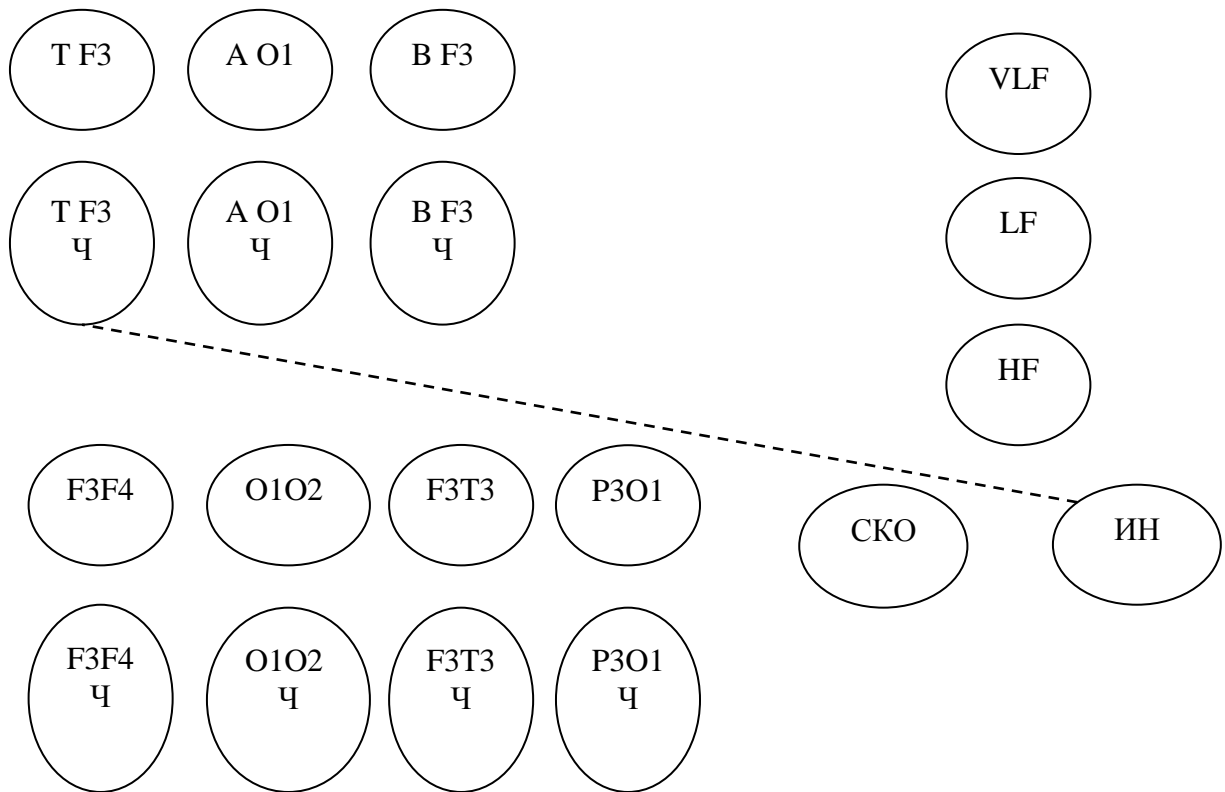 T F3
A O1
B F3
VLF
T F3
Ч
A O1
Ч
B F3
Ч
LF
HF
F3F4
O1O2
F3T3
P3O1
СКО
ИН
F3F4
Ч
O1O2
Ч
F3T3
Ч
P3O1
Ч